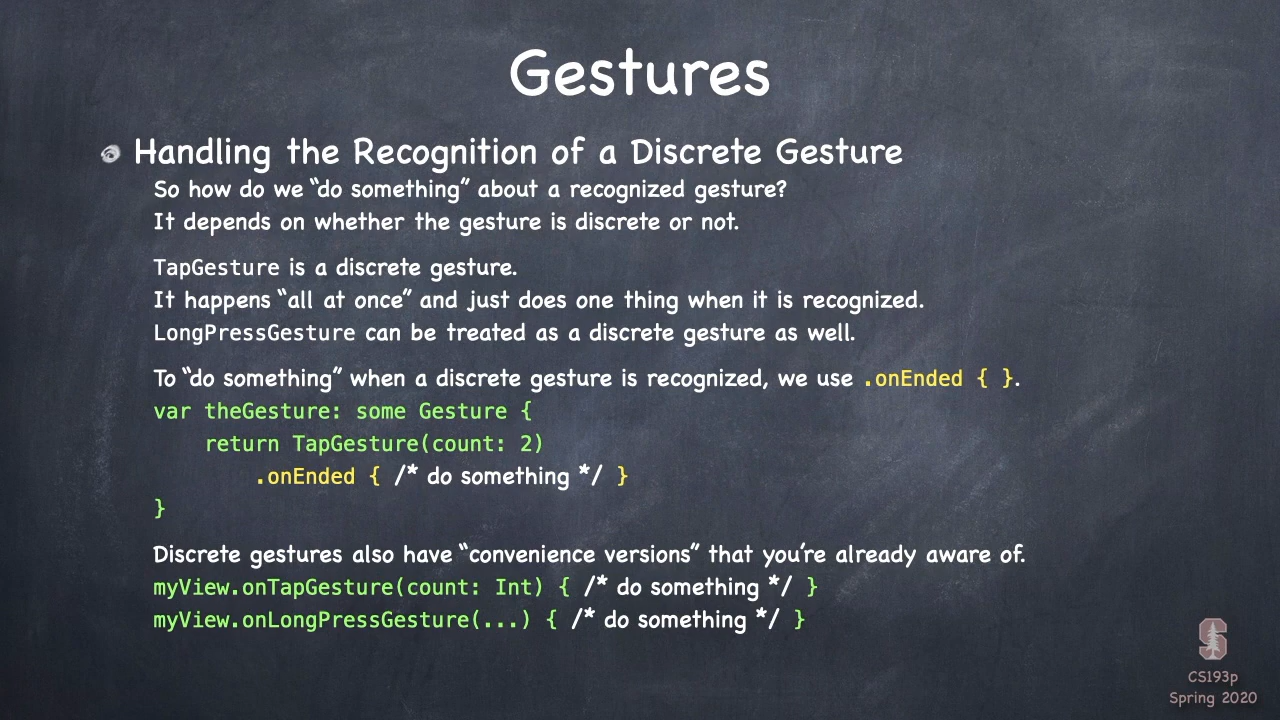 Gestures
Handling the Recognition of a Discrete Gesture
So how do we “do something” about a recognized gesture?
It depends on whether the gesture is discrete or not.
TapGesture is a discrete gesture.
It happens “all at once” and just does one thing when it is recognized.
LongPressGesture can be treated as a discrete gesture as well.
To “do something” when a discrete gesture is recognized, we use .onEnded { }.
var theGesture: some Gesture {
    return TapGesture(count: 2)
        .onEnded { /* do something */ }
}
Discrete gestures also have “convenience versions” that you’re already aware of.
myView.onTapGesture(count: Int) { /* do something */ }
myView.onLongPressGesture(...) { /* do something */ }
S
CS193p
Spring 2020